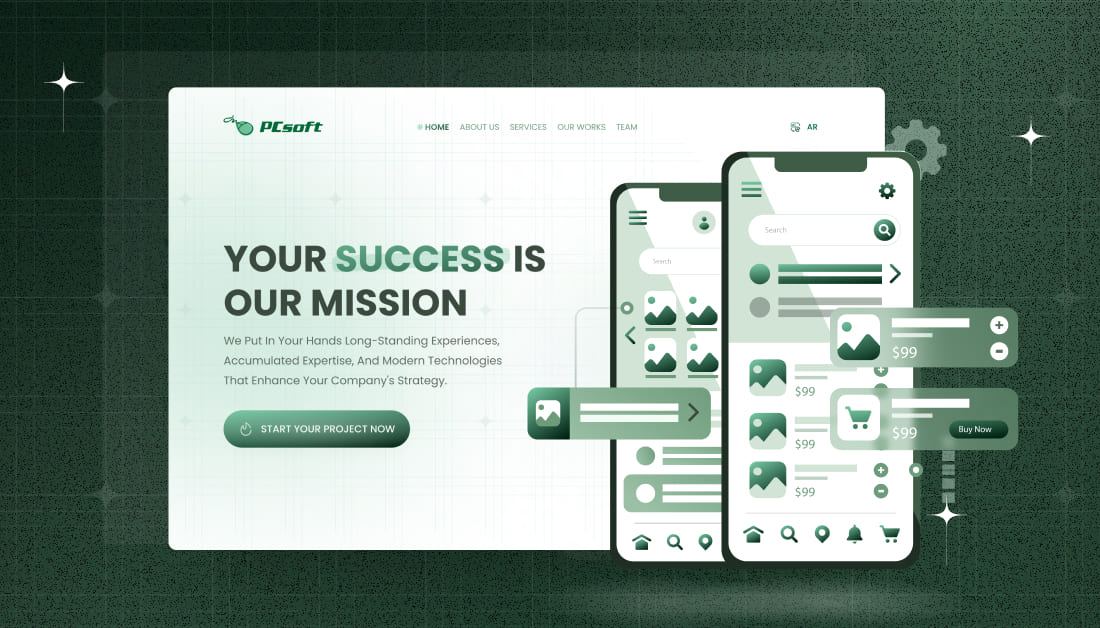 PCsoft
HOME ABOUT US SERVICES OUR WORKS TEAM
AR
YOUR SUCCESS IS
OUR MISSION
We Put In Your Hands Long-Standing Experiences,
Accumulated Expertise, And Modern Technologies
That Enhance Your Company's Strategy.
START YOUR PROJECT NOW
Search
Search
$99
$99
Buy Now
$99
$99
$99